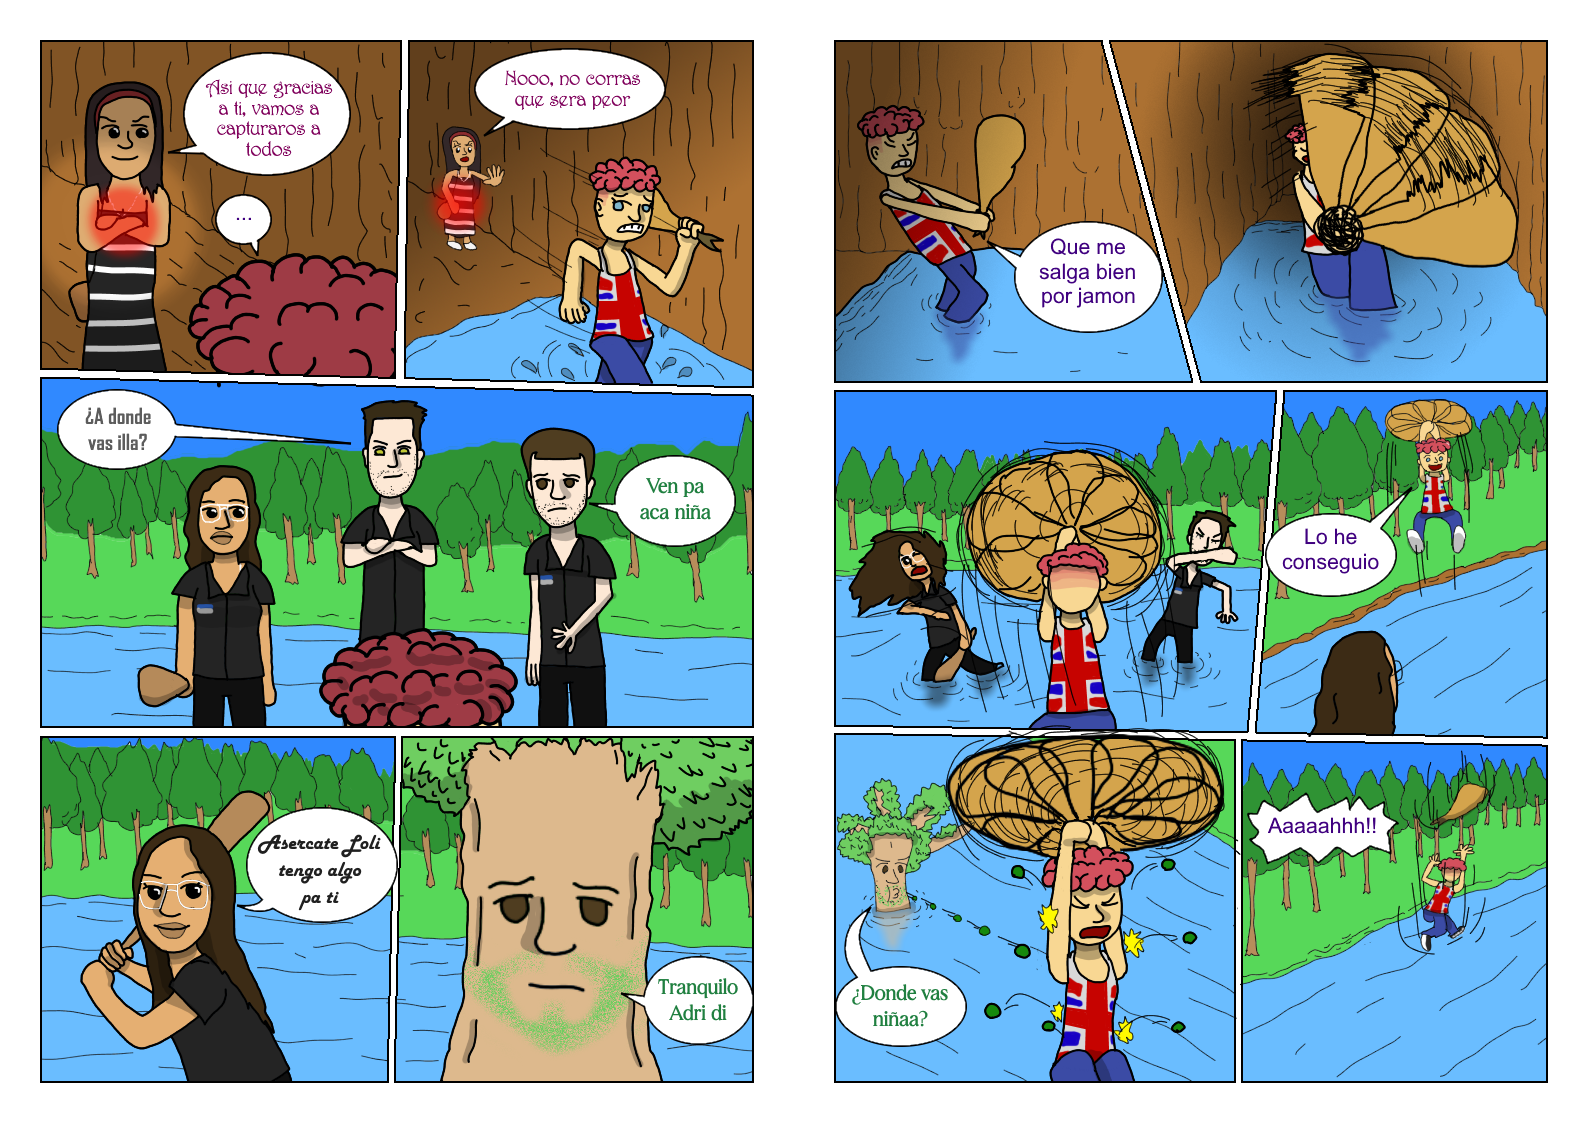 Asi que gracias
a ti, vamos a
capturaros a
todos
...
Nooo, no corras
que sera peor
¿A donde
vas illa?
Ven pa
aca niña
Asercate Loli
tengo algo
pa ti
Tranquilo
Adri di
Que me
salga bien
por jamon
Lo he
conseguio
¿Donde vas
niñaa?
Aaaaahhh!!